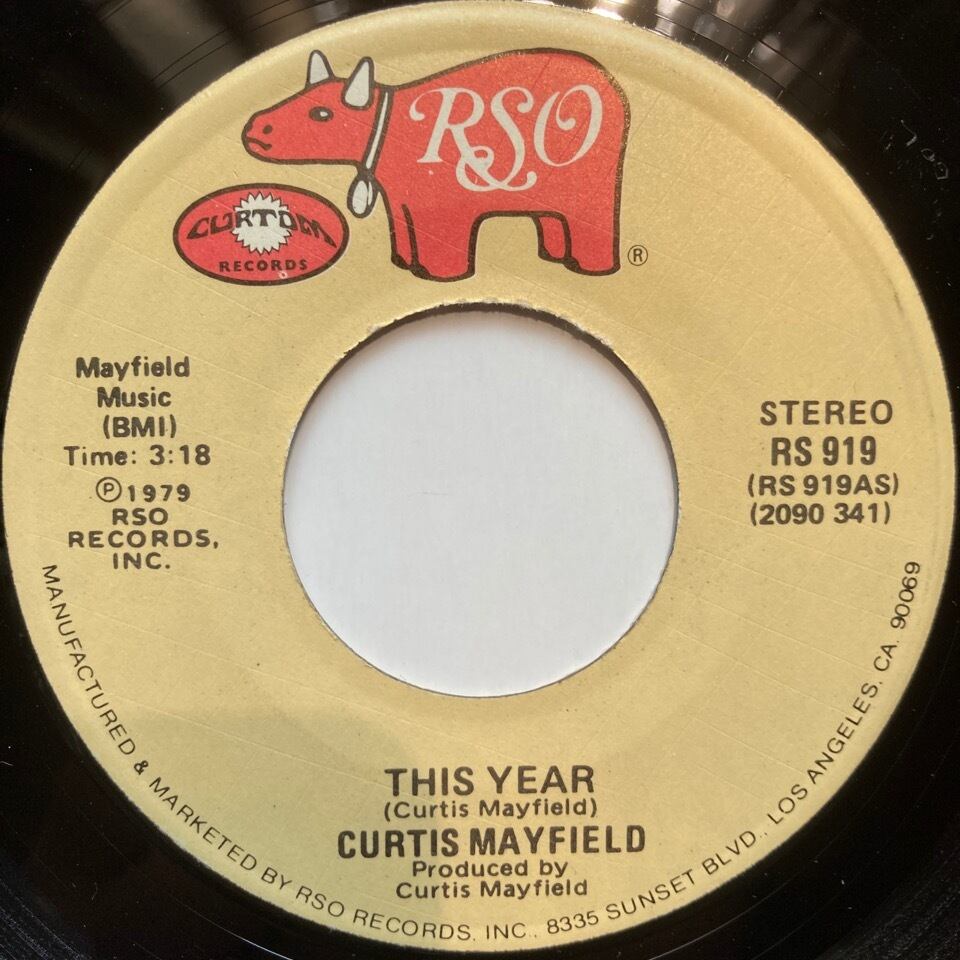 RSO
®
CURTOM
RECORDS
Mayfield
Music
(BMI)
Time: 3:18
℗ 1979
RSO
RECORDS,
INC.
STEREO
RS 919
(RS 919AS)
(2090 341)
THIS YEAR
(Curtis Mayfield)
CURTIS MAYFIELD
Produced by
Curtis Mayfield
MANUFACTURED & MARKETED BY RSO RECORDS, INC., 8335 SUNSET BLVD., LOS ANGELES, CA. 90069